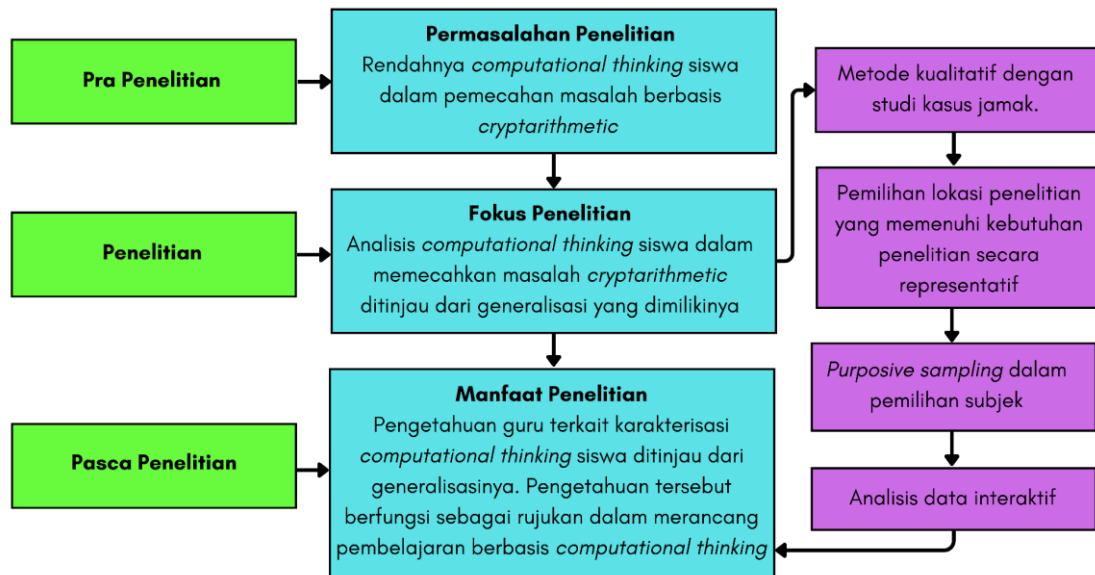 Pra Penelitian
Permasalahan Penelitian
Rendahnya computational thinking siswa
dalam pemecahan masalah berbasis
cryptarithmetic
Penelitian
Fokus Penelitian
Analisis computational thinking siswa dalam
memecahkan masalah cryptarithmetic
ditinjau dari generalisasi yang dimilikinya
Metode kualitatif dengan
studi kasus jamak.
Pemilihan lokasi penelitian
yang memenuhi kebutuhan
penelitian secara
representatif
Purposive sampling dalam
pemilihan subjek
Analisis data interaktif
Pasca Penelitian
Manfaat Penelitian
Pengetahuan guru terkait karakterisasi
computational thinking siswa ditinjau dari
generalisasinya. Pengetahuan tersebut
berfungsi sebagai rujukan dalam merancang
pembelajaran berbasis computational thinking